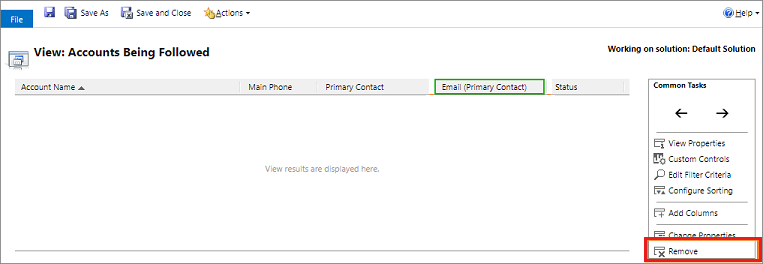 File Save As Save and Close Actions Help
View: Accounts Being Followed
Working on solution: Default Solution
Account Name Main Phone Primary Contact Email (Primary Contact) Status
View results are displayed here.
Common Tasks
View Properties
Custom Controls
Edit Filter Criteria
Configure Sorting
Add Columns
Change Properties
Remove